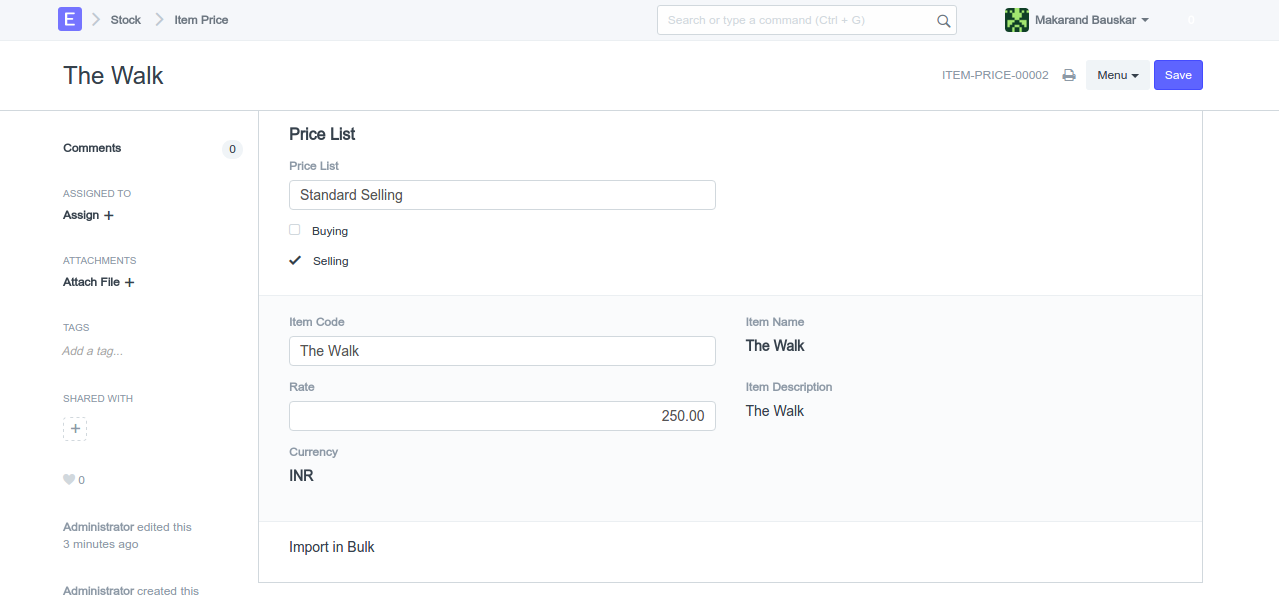 E Stock Item Price Search or type a command (Ctrl + G) Makarand Bauskar 0
The Walk ITEM-PRICE-00002 Menu Save
Comments 0
ASSIGNED TO
Assign +
ATTACHMENTS
Attach File +
TAGS
Add a tag...
SHARED WITH
+
0
Administrator edited this
3 minutes ago
Administrator created this
Price List
Price List
Standard Selling
Buying
Selling
Item Code
The Walk
Rate
250.00
Currency
INR
Item Name
The Walk
Item Description
The Walk
Import in Bulk